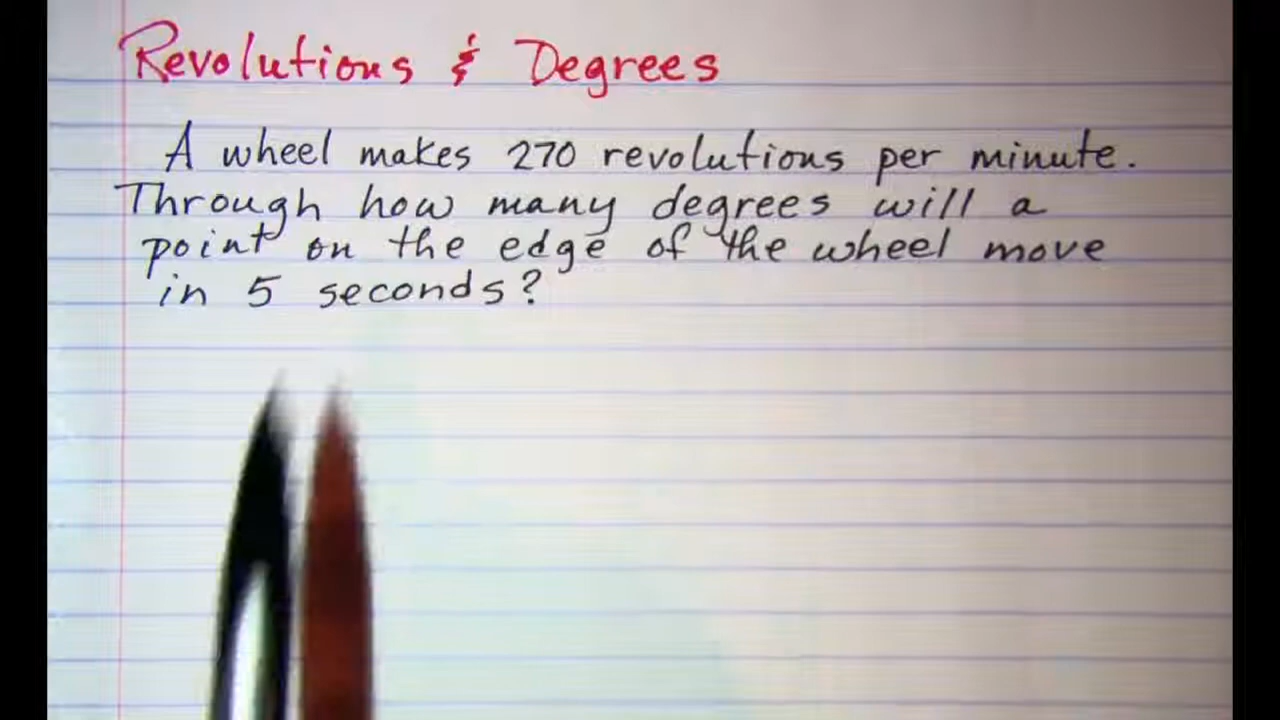 Revolutions & Degrees
A wheel makes 270 revolutions per minute.
Through how many degrees will a
point on the edge of the wheel move
in 5 seconds?